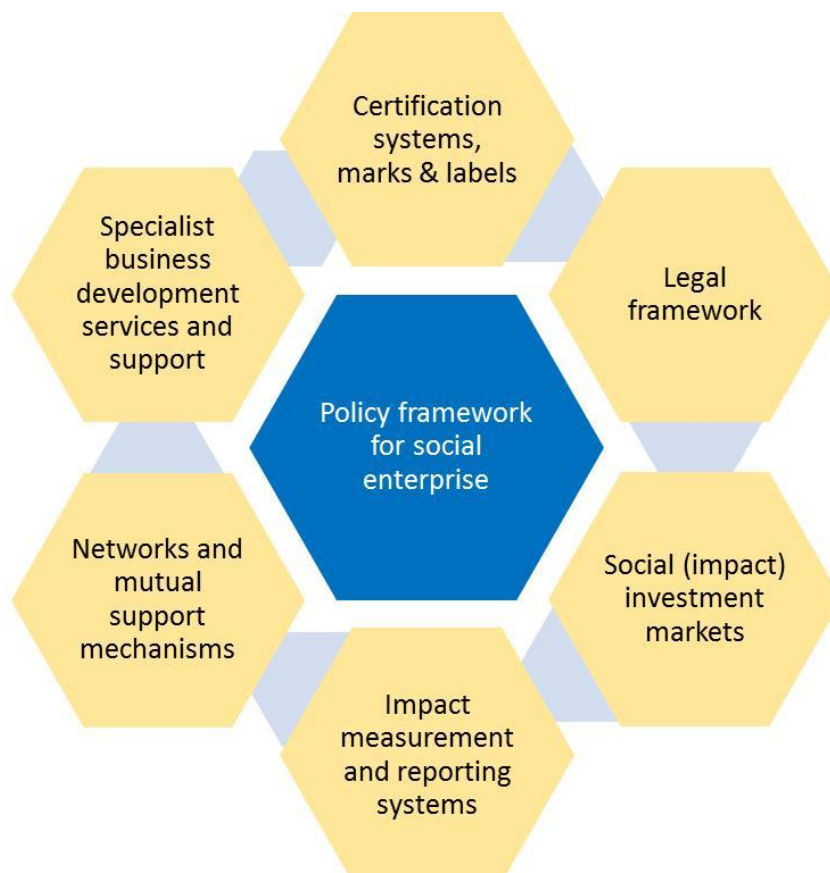 Certification
systems,
marks & labels
Legal
framework
Social (impact)
investment
markets
Impact
measurement
and reporting
systems
Networks and
mutual
support
mechanisms
Specialist
business
development
services and
support
Policy framework
for social
enterprise